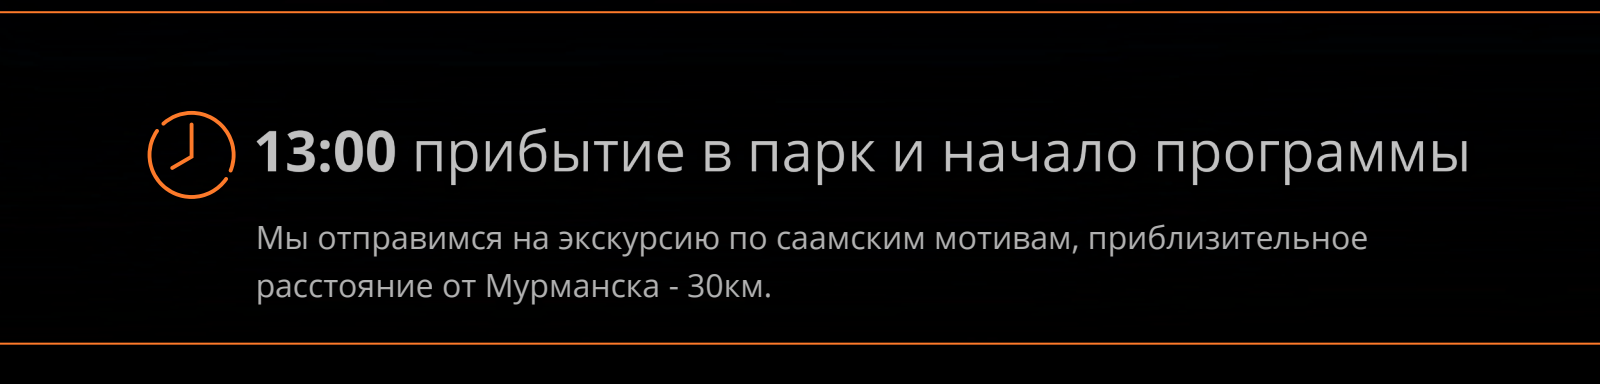 13:00 прибытие в парк и начало программы
Мы отправимся на экскурсию по саамским мотивам, приблизительное
расстояние от Мурманска - 30км.